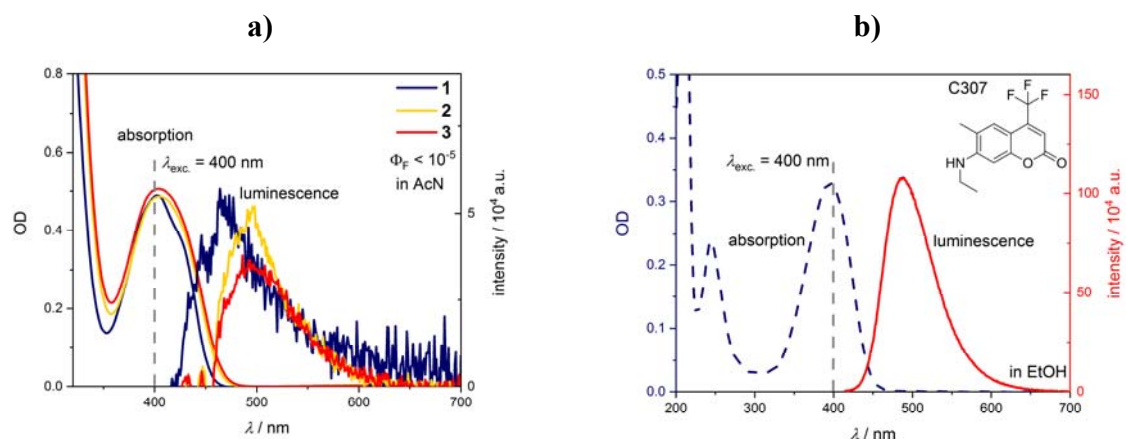 a)
0.8
0.6
0.4
0.2
0.0
OD
400
500
600
700
λ / nm
5
0
intensity / 10⁴ a.u.
1
2
3
absorption
λexc. = 400 nm
ΦF < 10⁻⁵
in AcN
luminescence
b)
0.5
0.4
0.3
0.2
0.1
0.0
OD
200
300
400
500
600
700
λ / nm
150
100
50
0
intensity / 10⁴ a.u.
C307
F
F
F
HN
O
O
λexc. = 400 nm
absorption
luminescence
in EtOH